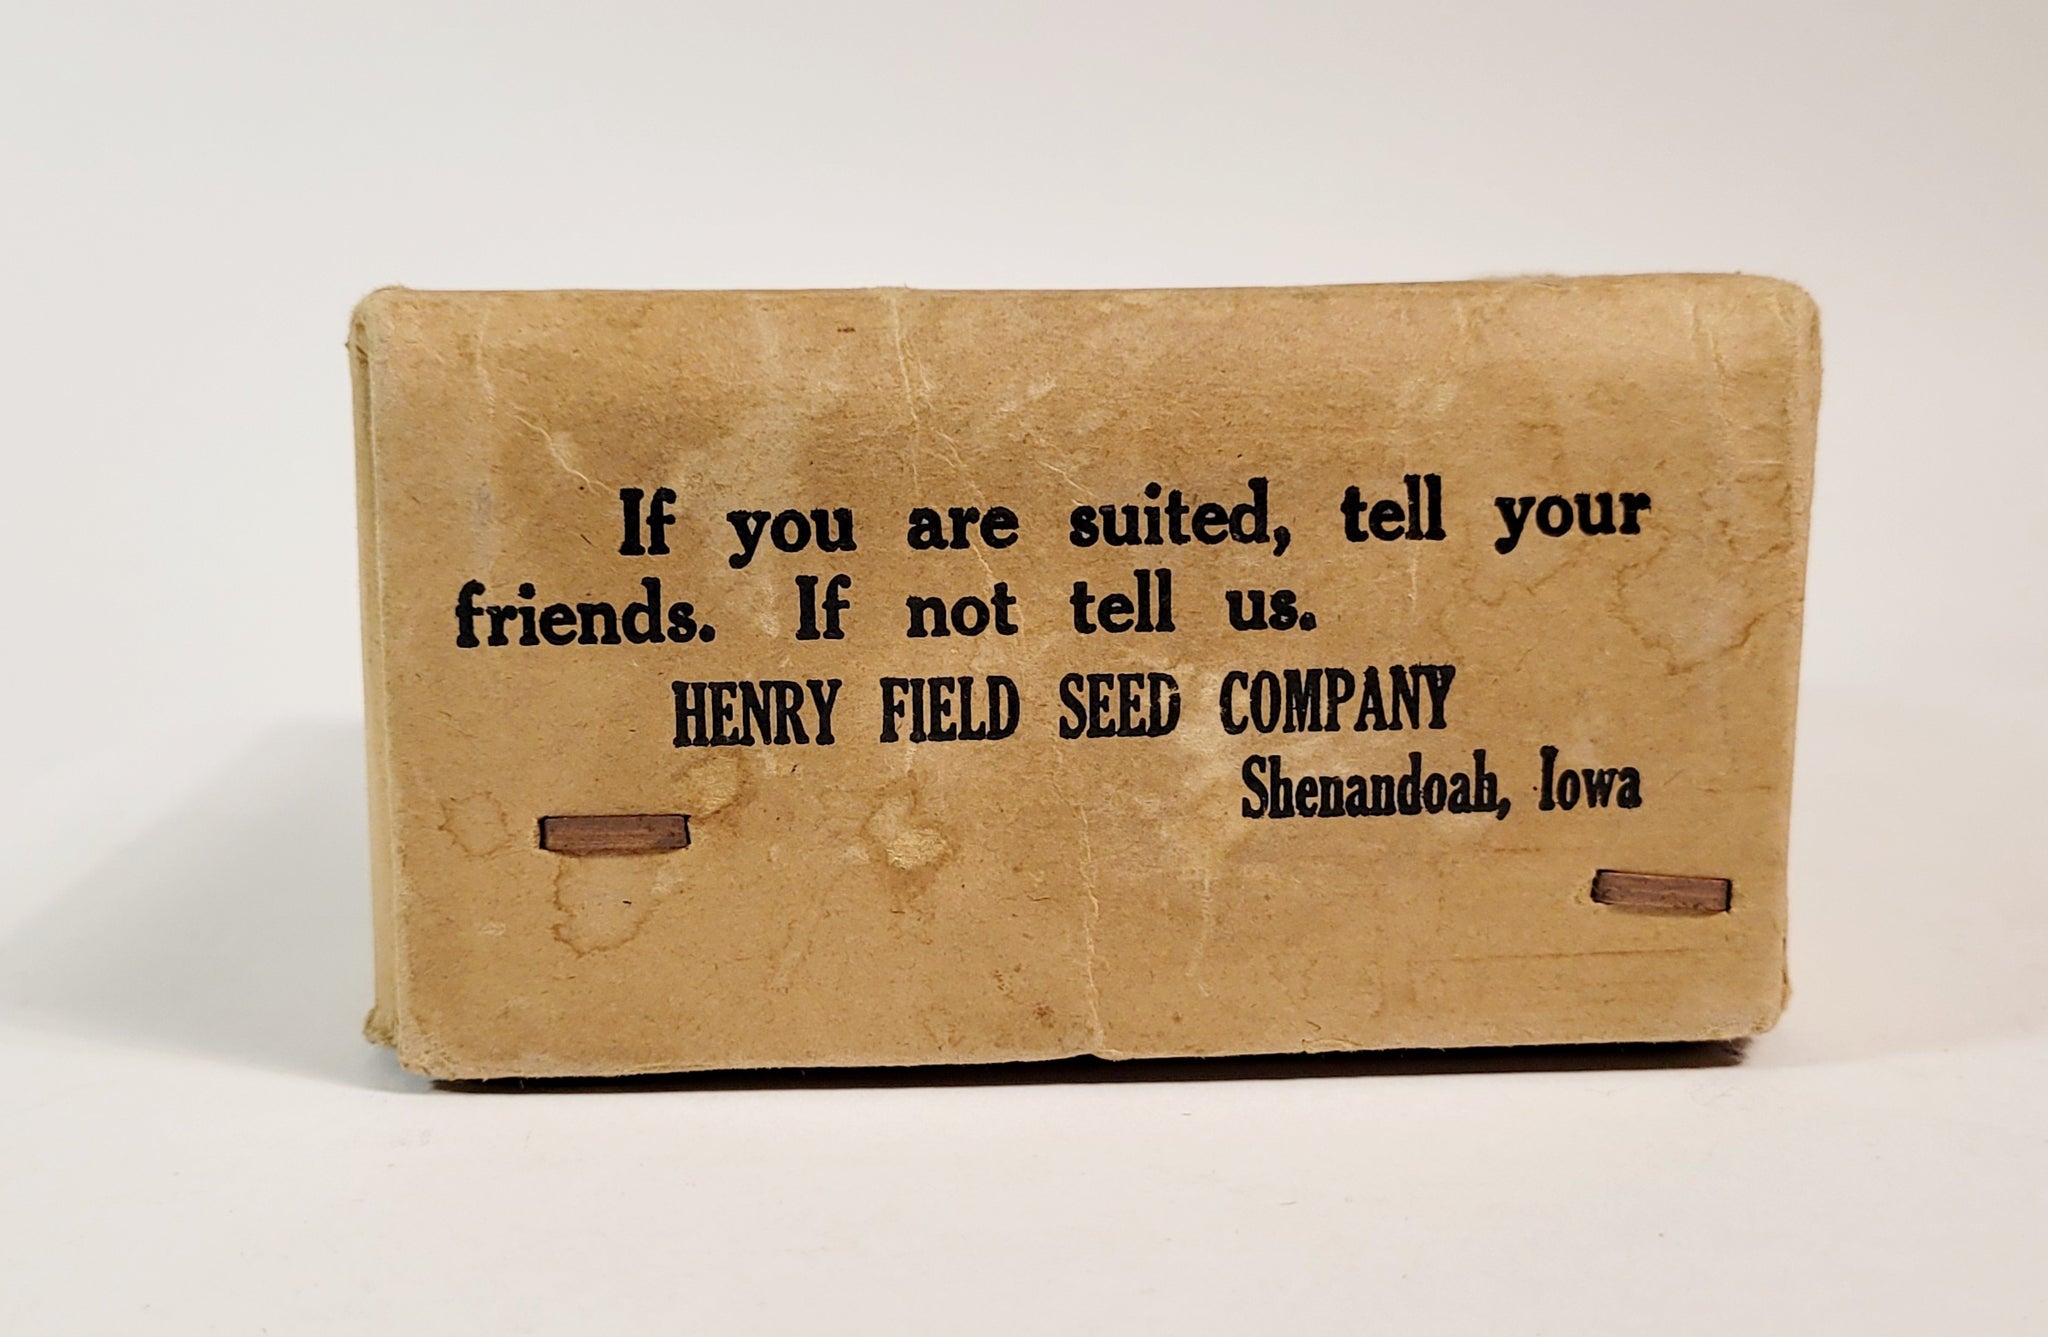 If you are suited, tell your
friends. If not tell us.
HENRY FIELD SEED COMPANY
Shenandoah, Iowa